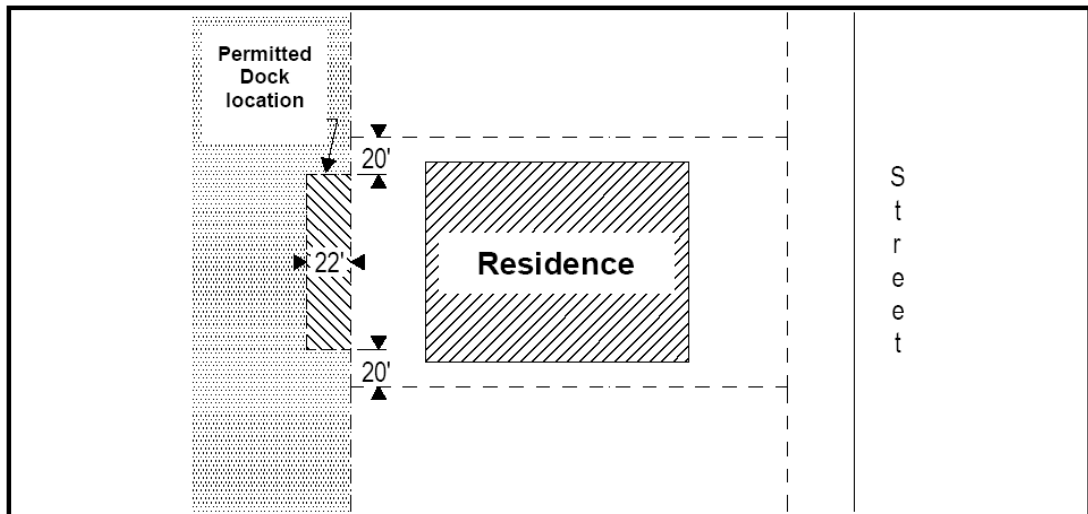 Permitted
Dock
location
20'
22'
Residence
20'
S
t
r
e
e
t